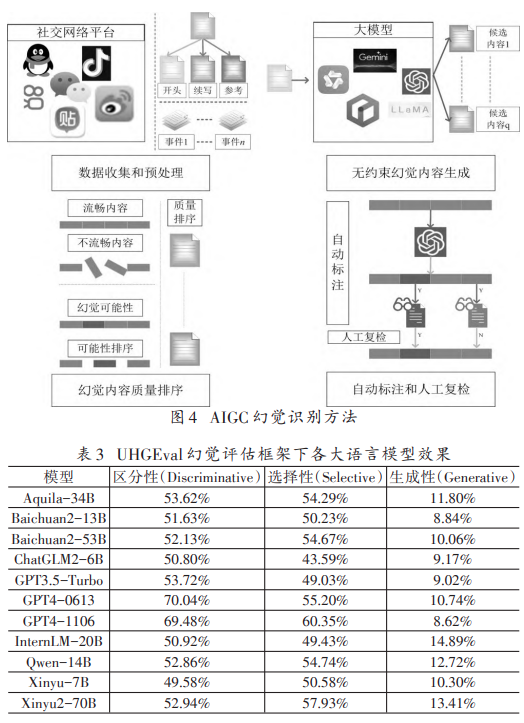 社交网络平台
大模型
Gemini
LLaMA
贴
开头 续写 参考
事件1 事件n
候选
内容1
候选
内容q
数据收集和预处理
无约束幻觉内容生成
流畅内容
不流畅内容
幻觉可能性
可能性排序
质量
排序
自动标注
Y Y
人工复检
Y N
幻觉内容质量排序
自动标注和人工复检
图4 AIGC幻觉识别方法
表3 UHGEval幻觉评估框架下各大语言模型效果
模型 区分性(Discriminative) 选择性(Selective) 生成性(Generative)
Aquila-34B 53.62% 54.29% 11.80%
Baichuan2-13B 51.63% 50.23% 8.84%
Baichuan2-53B 52.13% 54.67% 10.06%
ChatGLM2-6B 50.80% 43.59% 9.17%
GPT3.5-Turbo 53.72% 49.03% 9.02%
GPT4-0613 70.04% 55.20% 10.74%
GPT4-1106 69.48% 60.35% 8.62%
InternLM-20B 50.92% 49.43% 14.89%
Qwen-14B 52.86% 54.74% 12.72%
Xinyu-7B 49.58% 50.58% 10.30%
Xinyu2-70B 52.94% 57.93% 13.41%